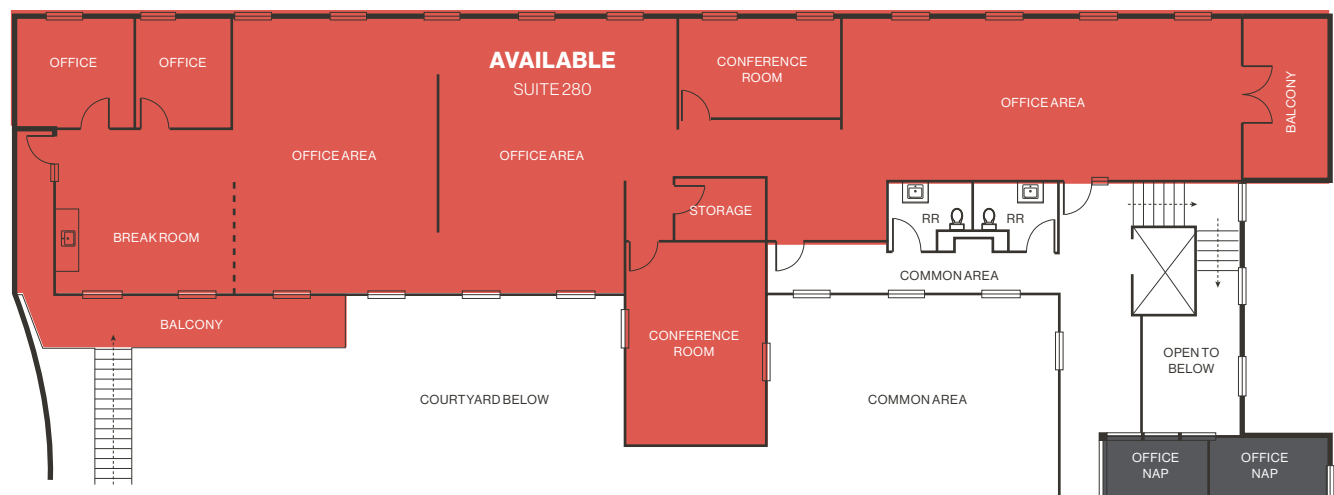 OFFICE
OFFICE
AVAILABLE
SUITE 280
CONFERENCE
ROOM
OFFICE AREA
BALCONY
OFFICE AREA
OFFICE AREA
BREAK ROOM
STORAGE
RR
RR
COMMON AREA
BALCONY
CONFERENCE
ROOM
OPEN TO
BELOW
COURTYARD BELOW
COMMON AREA
OFFICE
NAP
OFFICE
NAP